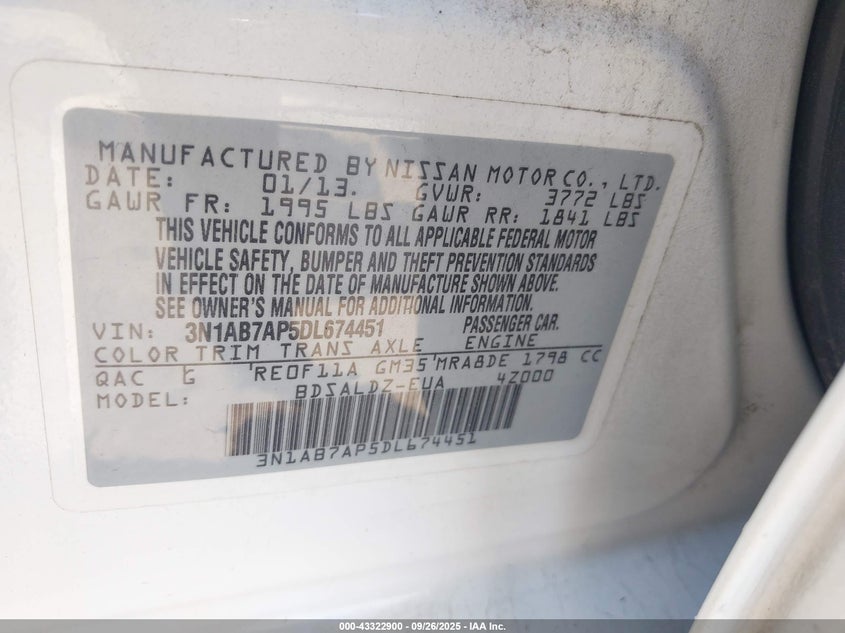 MANUFACTURED BY NISSAN MOTOR CO., LTD.
DATE: 01/13. GVWR: 3772 LBS
GAWR FR: 1995 LBS GAWR RR: 1841 LBS
THIS VEHICLE CONFORMS TO ALL APPLICABLE FEDERAL MOTOR
VEHICLE SAFETY, BUMPER AND THEFT PREVENTION STANDARDS
IN EFFECT ON THE DATE OF MANUFACTURE SHOWN ABOVE.
SEE OWNER'S MANUAL FOR ADDITIONAL INFORMATION.
VIN: 3N1AB7AP5DL674451 PASSENGER CAR.
COLOR TRIM TRANS AXLE ENGINE
QAC G RE0F11A GM35 MRA8DE 1798 CC
MODEL: BDSALDZ-EUA 4Z000
3N1AB7AP5DL674451
000-43322900 - 09/26/2025 - IAA Inc.